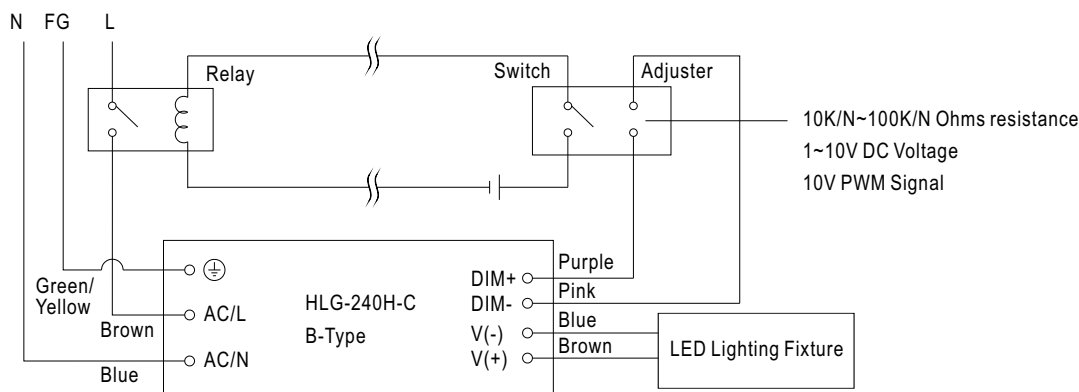 N FG L
Relay
Switch
Adjuster
10K/N~100K/N Ohms resistance
1~10V DC Voltage
10V PWM Signal
Green/
Yellow
Brown
Blue
AC/L
AC/N
HLG-240H-C
B-Type
DIM+
DIM-
V(-)
V(+)
Purple
Pink
Blue
Brown
LED Lighting Fixture